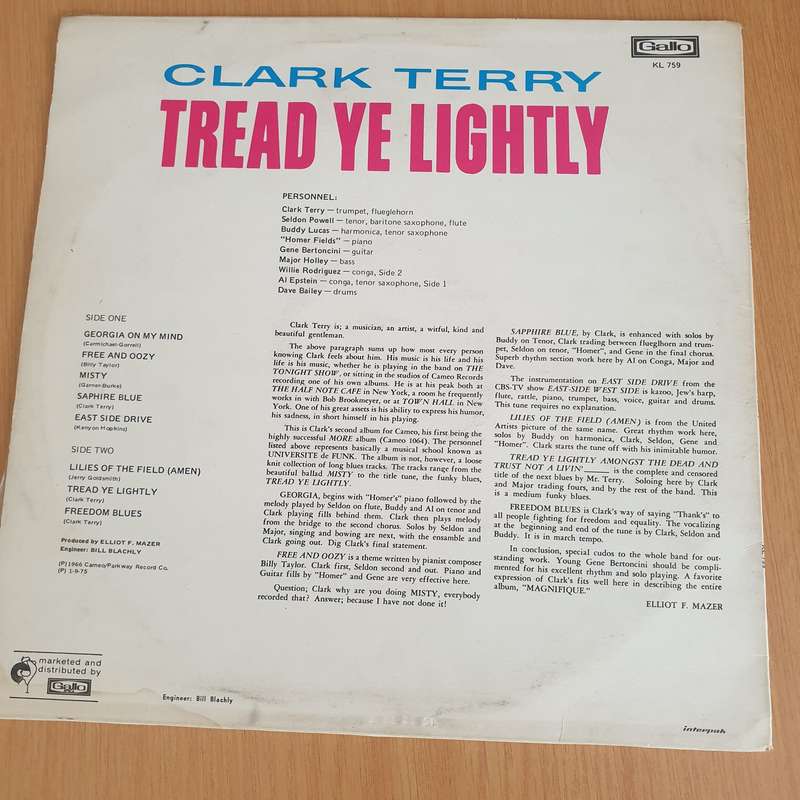 Gallo
KL 759
CLARK TERRY
TREAD YE LIGHTLY
PERSONNEL:
Clark Terry — trumpet, flueglehorn
Seldon Powell — tenor, baritone saxophone, flute
Buddy Lucas — harmonica, tenor saxophone
"Homer Fields" — piano
Gene Bertoncini — guitar
Major Holley — bass
Willie Rodriguez — conga, Side 2
Al Epstein — conga, tenor saxophone, Side 1
Dave Bailey — drums
SIDE ONE
GEORGIA ON MY MIND
(Carmichael-Gorrell)
FREE AND OOZY
(Billy Taylor)
MISTY
(Garner-Burke)
SAPHIRE BLUE
(Clark Terry)
EAST SIDE DRIVE
(Kenyon Hopkins)
SIDE TWO
LILIES OF THE FIELD (AMEN)
(Jerry Goldsmith)
TREAD YE LIGHTLY
(Clark Terry)
FREEDOM BLUES
(Clark Terry)
Produced by ELLIOT F. MAZER
Engineer: BILL BLACHLY
(P)1966 Cameo/Parkway Record Co.
(P) 1-9-75
Clark Terry is; a musician, an artist, a witful, kind and
beautiful gentleman.
The above paragraph sums up how most every person
knowing Clark feels about him. His music is his life and his
life is his music, whether he is playing in the band on THE
TONIGHT SHOW, or sitting in the studios of Cameo Records
recording one of his own albums. He is at his peak both at
THE HALF NOTE CAFE in New York, a room he frequently
works in with Bob Brookmeyer, or at TOWN HALL in New
York. One of his great assets is his ability to express his humor,
his sadness, in short himself in his playing.
This is Clark's second album for Cameo, his first being the
highly successful MORE album (Cameo 1064). The personnel
listed above represents basically a musical school known as
UNIVERSITE de FUNK. The album is not, however, a loose
knit collection of long blues tracks. The tracks range from the
beautiful ballad MISTY to the title tune, the funky blues,
TREAD YE LIGHTLY.
GEORGIA, begins with "Homer's" piano followed by the
melody played by Seldon on flute, Buddy and Al on tenor and
Clark playing fills behind them. Clark then plays melody
from the bridge to the second chorus. Solos by Seldon and
Major, singing and bowing are next, with the ensemble and
Clark going out. Dig Clark's final statement.
FREE AND OOZY is a theme written by pianist composer
Billy Taylor. Clark first, Seldon second and out. Piano and
Guitar fills by "Homer" and Gene are very effective here.
Question; Clark why are you doing MISTY, everybody
recorded that? Answer; because I have not done it!
SAPPHIRE BLUE, by Clark, is enhanced with solos by
Buddy on Tenor, Clark trading between flueglhorn and trum-
pet, Seldon on tenor, "Homer", and Gene in the final chorus.
Superb rhythm section work here by Al on Conga, Major and
Dave.
The instrumentation on EAST SIDE DRIVE from the
CBS-TV show EAST-SIDE WEST SIDE is kazoo, Jew's harp,
flute, rattle, piano, trumpet, bass, voice, guitar and drums.
This tune requires no explanation.
LILIES OF THE FIELD (AMEN) is from the United
Artists picture of the same name. Great rhythm work here,
solos by Buddy on harmonica, Clark, Seldon, Gene and
"Homer". Clark starts the tune off with his inimitable humor.
TREAD YE LIGHTLY AMONGST THE DEAD AND
TRUST NOT A LIVIN' ______ is the complete and censored
title of the next blues by Mr. Terry. Soloing here by Clark
and Major trading fours, and by the rest of the band. This
is a medium funky blues.
FREEDOM BLUES is Clark's way of saying "Thank's" to
all people fighting for freedom and equality. The vocalizing
at the beginning and end of the tune is by Clark, Seldon and
Buddy. It is in march tempo.
In conclusion, special cudos to the whole band for out-
standing work. Young Gene Bertoncini should be compli-
mented for his excellent rhythm and solo playing. A favorite
expression of Clark's fits well here in describing the entire
album, "MAGNIFIQUE."
ELLIOT F. MAZER
marketed and
distributed by
Gallo
Engineer: Bill Blachly
interpak